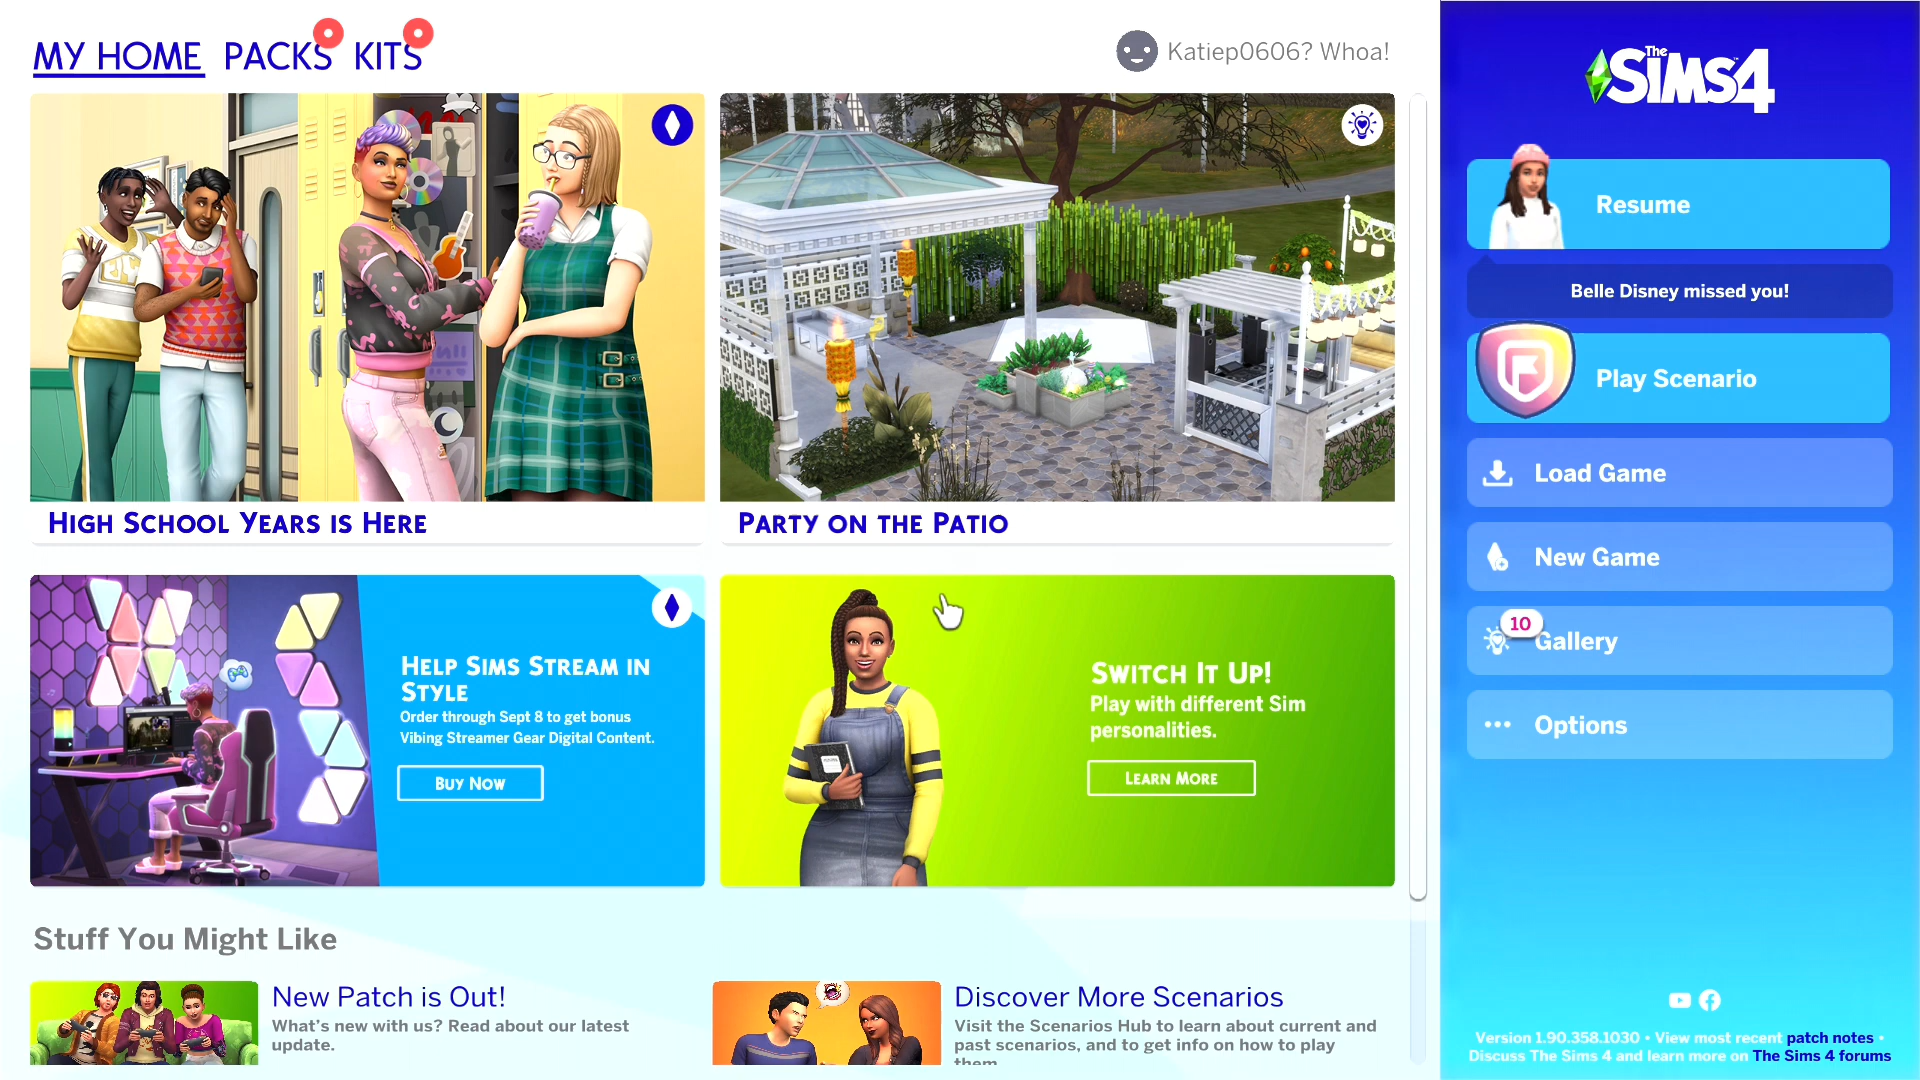 MY HOME PACKS KITS
Katiep0606? Whoa!
High School Years is Here
Party on the Patio
Help Sims Stream in
Style
Order through Sept 8 to get bonus
Vibing Streamer Gear Digital Content.
Buy Now
Switch It Up!
Play with different Sim
personalities.
Learn More
Stuff You Might Like
New Patch is Out!
What's new with us? Read about our latest
update.
Discover More Scenarios
Visit the Scenarios Hub to learn about current and
past scenarios, and to get info on how to play
them
The Sims 4
Resume
Belle Disney missed you!
Play Scenario
Load Game
New Game
10
Gallery
Options
Version 1.90.358.1030 • View most recent patch notes •
Discuss The Sims 4 and learn more on The Sims 4 forums